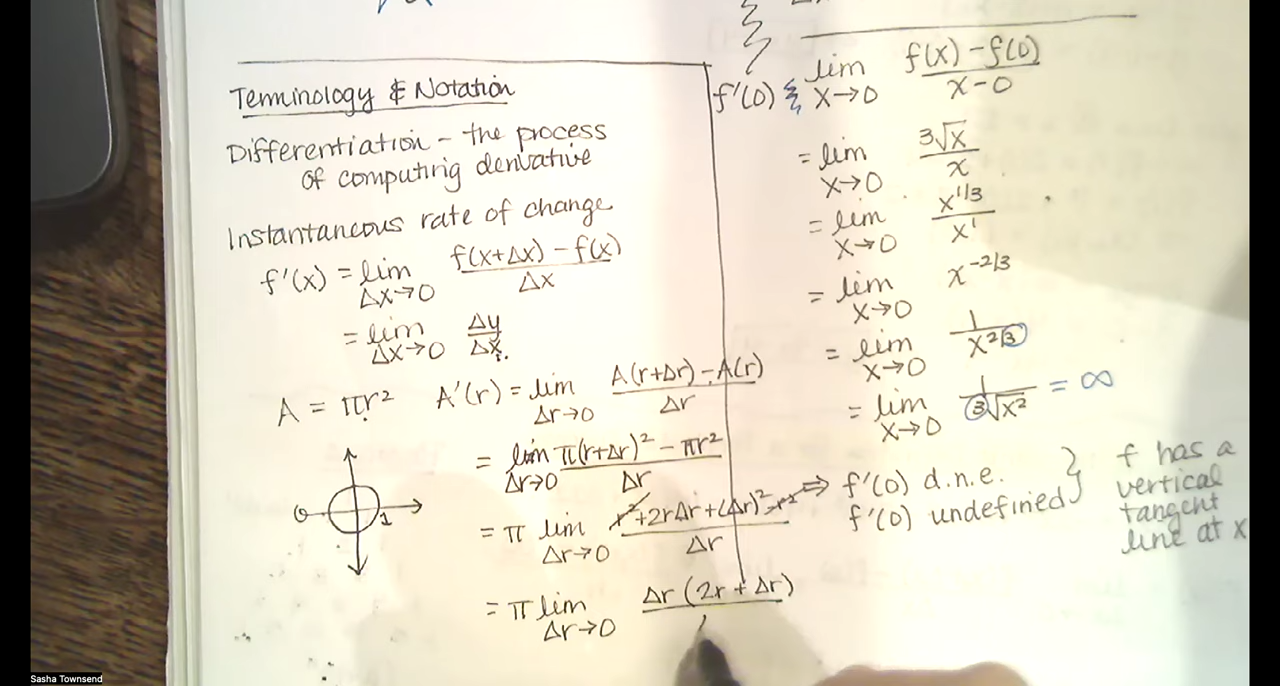 Terminology & Notation
Differentiation - the process
of computing derivative
Instantaneous rate of change
f'(x) = lim Δx→0 f(x+Δx) - f(x) / Δx
= lim Δx→0 Δy / Δx.
A = πr² A'(r) = lim Δr→0 A(r+Δr) - A(r) / Δr
= lim Δr→0 π(r+Δr)² - πr² / Δr
= π lim Δr→0 r² + 2rΔr + (Δr)² - r² / Δr
= π lim Δr→0 Δr (2r + Δr)
1
f'(0) lim x→0 f(x) - f(0) / x - 0
= lim x→0 3√x / x
= lim x→0 x^1/3 / x^1
= lim x→0 x^-2/3
= lim x→0 1 / x^2/3
= lim x→0 1 / 3√x² = ∞
⇒ f'(0) d.n.e.
f'(0) undefined
f has a
vertical
tangent
line at x
Sasha Townsend